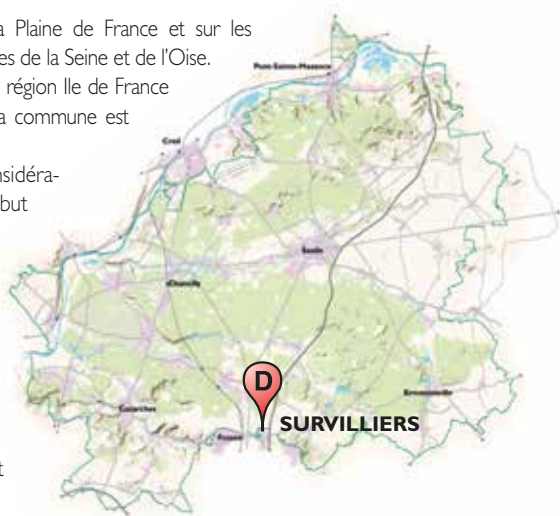 a Plaine de France et sur les
es de la Seine et de l'Oise.
région Ile de France
a commune est
nsidéra-
but
t
Pont-Sainte-Maxence
Creil
Senlis
Chantilly
Ermenonville
Luzarches
Fosses
D
SURVILLIERS